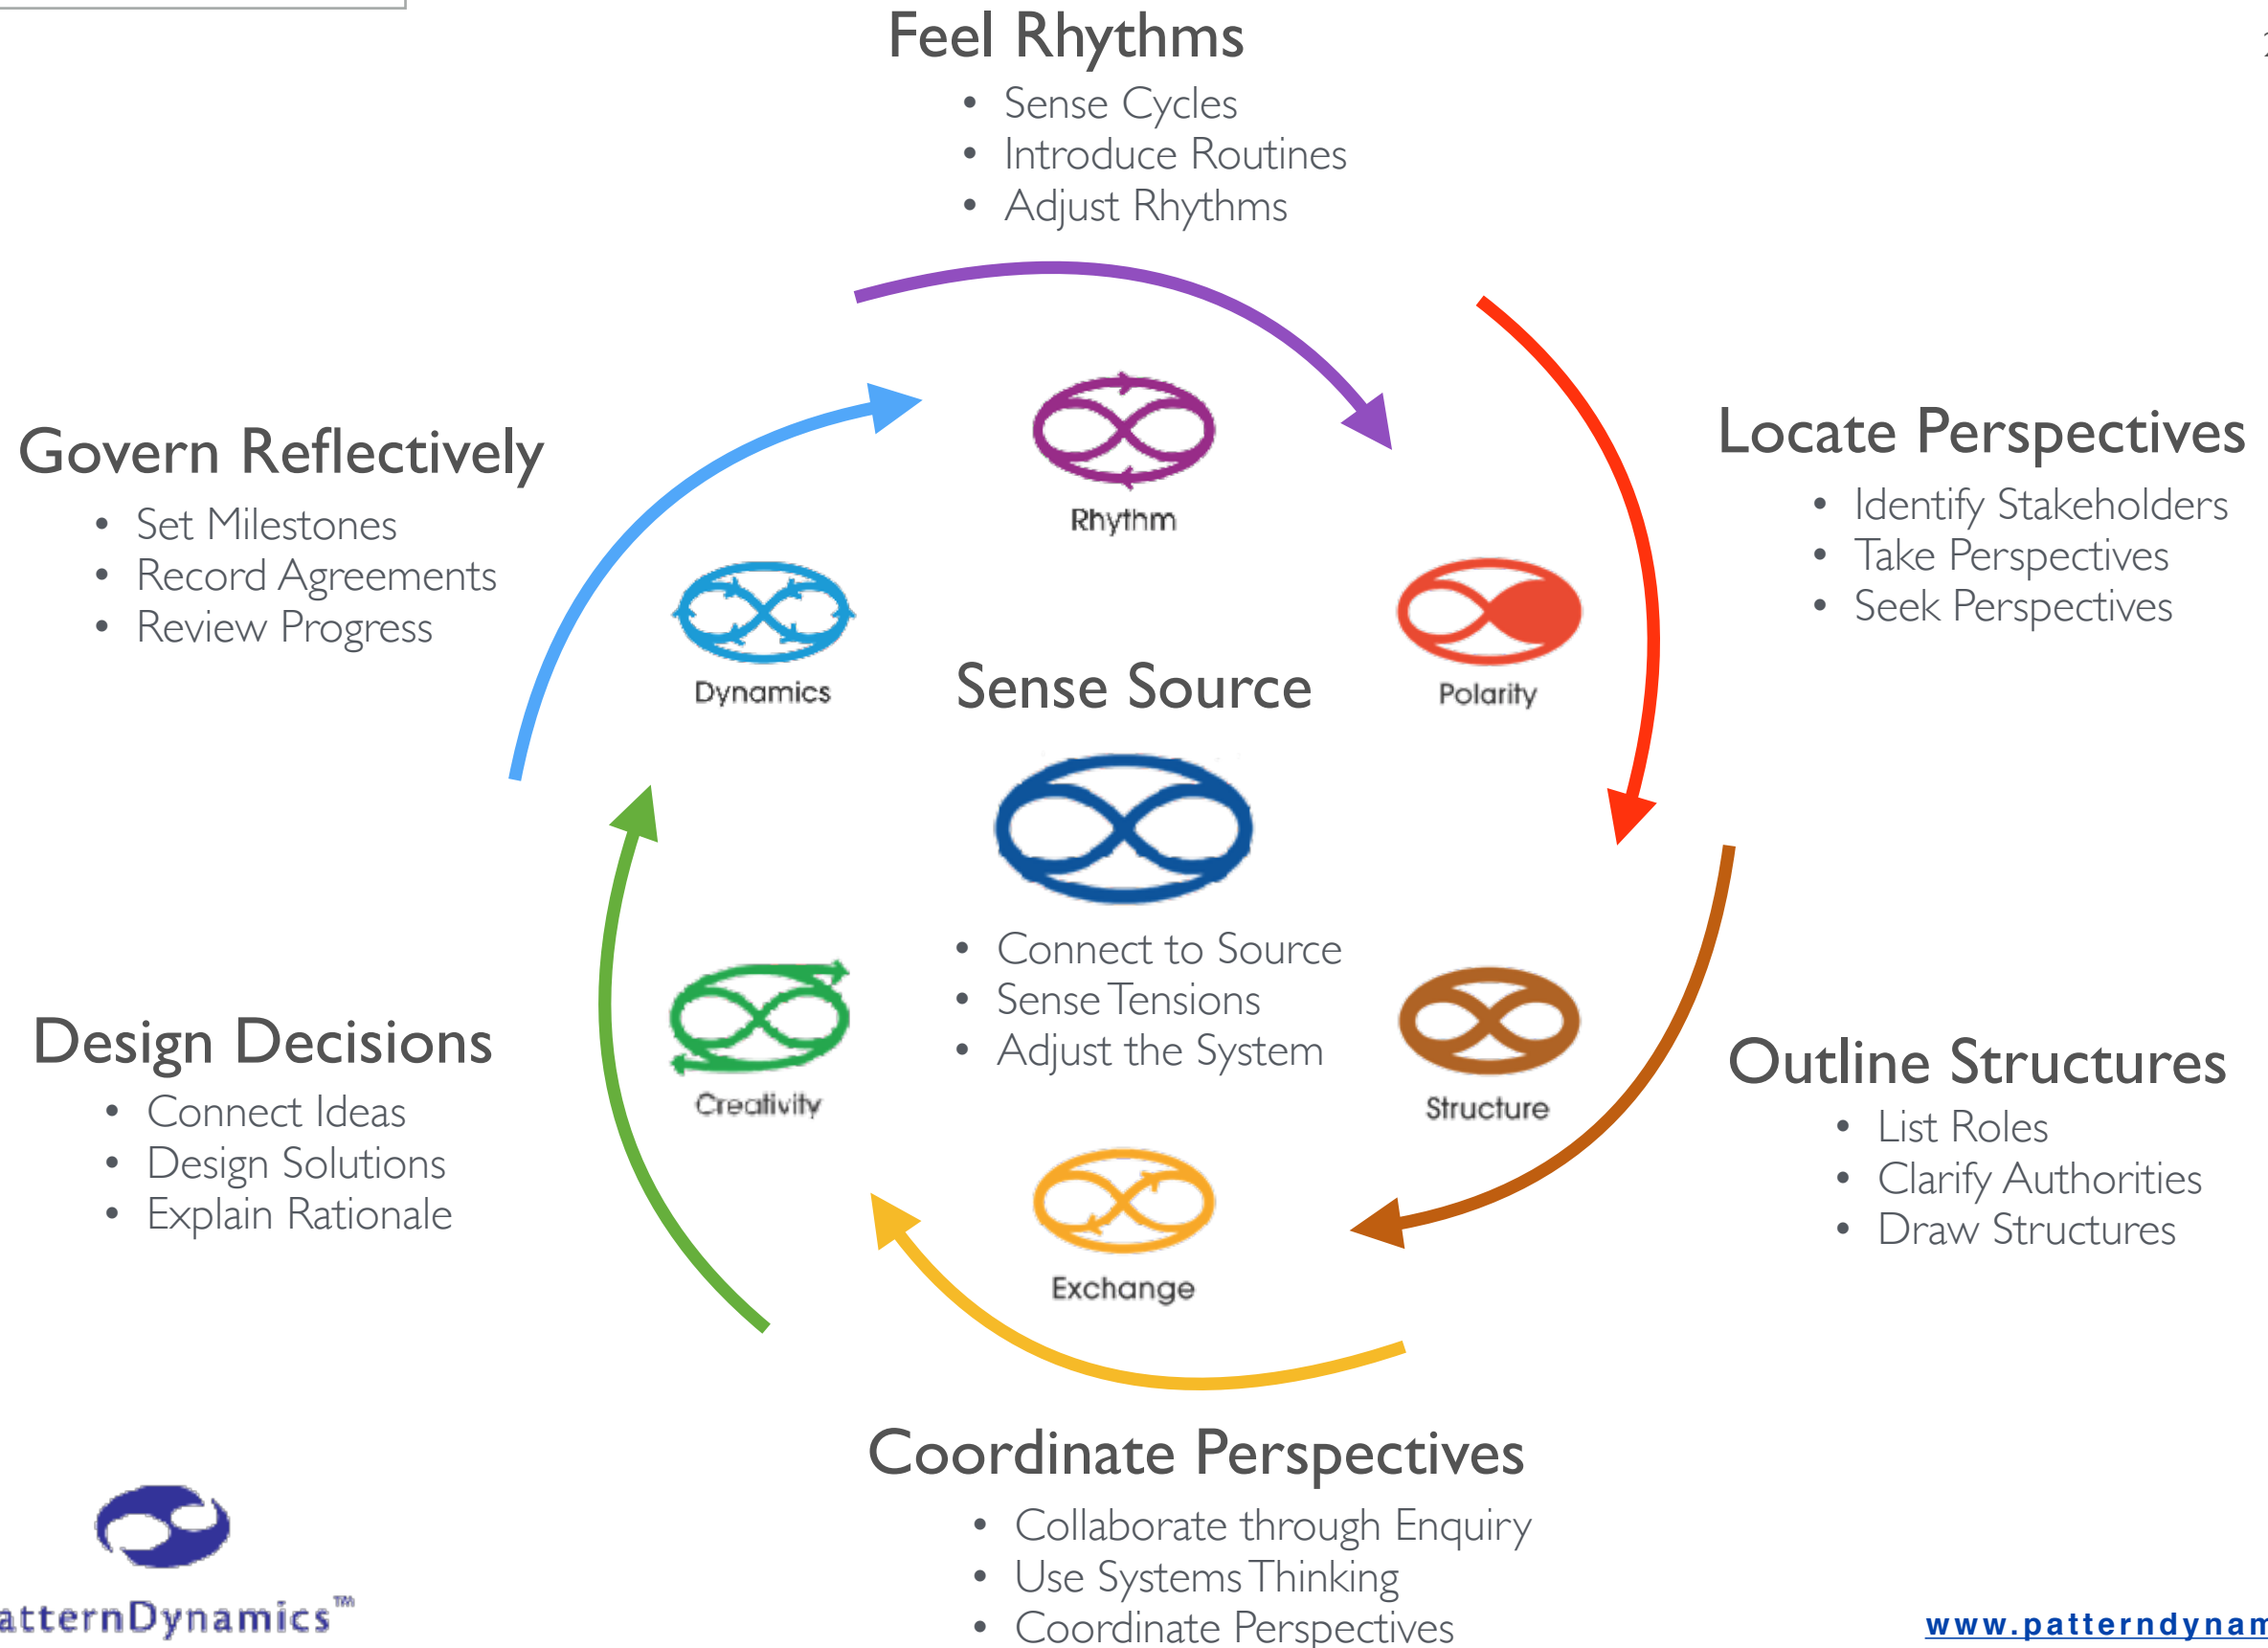 Feel Rhythms
• Sense Cycles
• Introduce Routines
• Adjust Rhythms
Govern Reflectively
• Set Milestones
• Record Agreements
• Review Progress
Locate Perspectives
• Identify Stakeholders
• Take Perspectives
• Seek Perspectives
Rhythm
Dynamics
Polarity
Sense Source
• Connect to Source
• Sense Tensions
• Adjust the System
Creativity
Structure
Exchange
Design Decisions
• Connect Ideas
• Design Solutions
• Explain Rationale
Outline Structures
• List Roles
• Clarify Authorities
• Draw Structures
Coordinate Perspectives
• Collaborate through Enquiry
• Use Systems Thinking
• Coordinate Perspectives
atternDynamics™
www.patterndynam